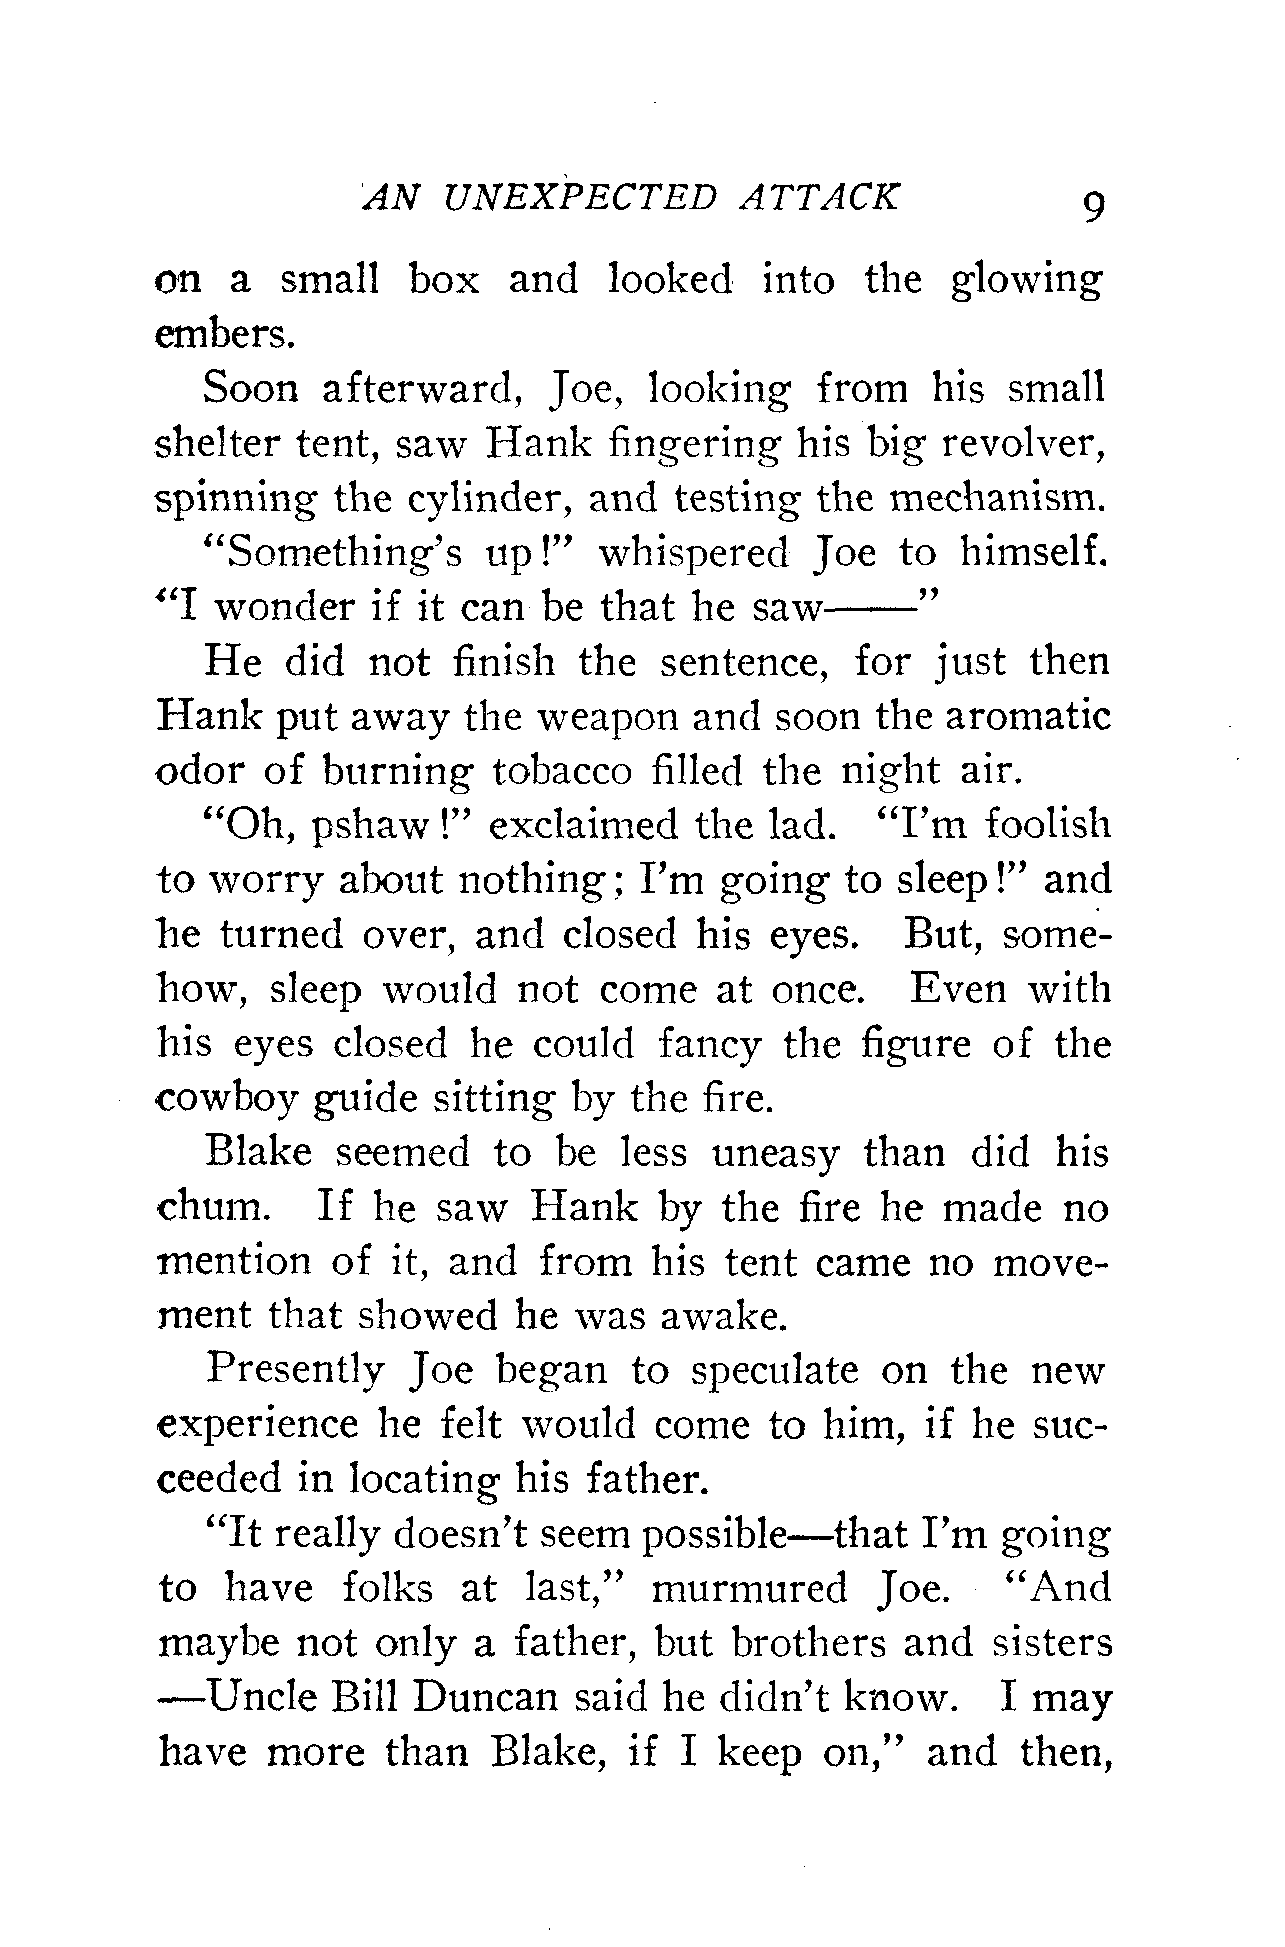 AN UNEXPECTED ATTACK 9
on a small box and looked into the glowing
embers.
Soon afterward, Joe, looking from his small
shelter tent, saw Hank fingering his big revolver,
spinning the cylinder, and testing the mechanism.
“Something’s up!” whispered Joe to himself.
“I wonder if it can be that he saw——”
He did not finish the sentence, for just then
Hank put away the weapon and soon the aromatic
odor of burning tobacco filled the night air.
“Oh, pshaw!” exclaimed the lad. “I’m foolish
to worry about nothing; I’m going to sleep!” and
he turned over, and closed his eyes. But, some-
how, sleep would not come at once. Even with
his eyes closed he could fancy the figure of the
cowboy guide sitting by the fire.
Blake seemed to be less uneasy than did his
chum. If he saw Hank by the fire he made no
mention of it, and from his tent came no move-
ment that showed he was awake.
Presently Joe began to speculate on the new
experience he felt would come to him, if he suc-
ceeded in locating his father.
“It really doesn’t seem possible—that I’m going
to have folks at last,” murmured Joe. “And
maybe not only a father, but brothers and sisters
—Uncle Bill Duncan said he didn’t know. I may
have more than Blake, if I keep on,” and then,